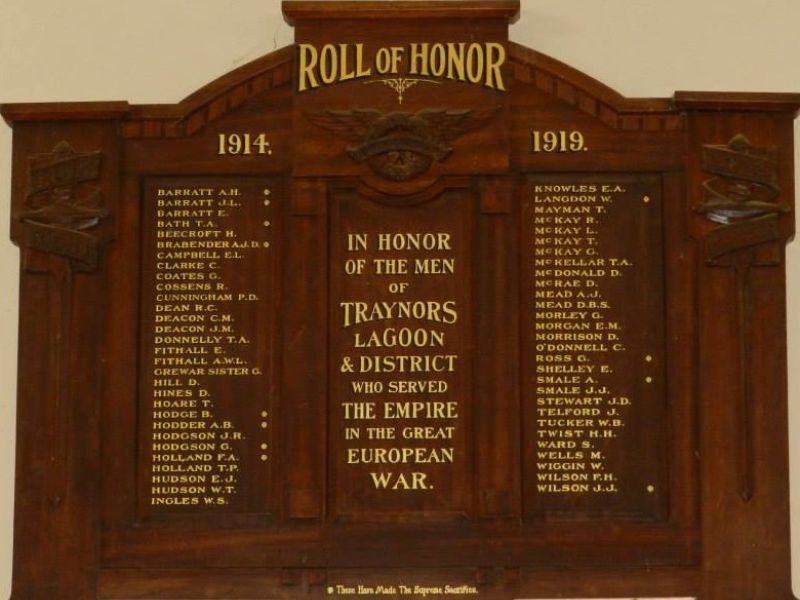 ROLL OF HONOR
1914.
1919.
BARRATT A.H. •
BARRATT J.L. •
BARRATT E.
BATH T.A. •
BEECROFT H.
BRABENDER A.J.D. •
CAMPBELL E.L.
CLARKE C.
COATES G.
COSSENS R.
CUNNINGHAM P.D.
DEAN R.C.
DEACON C.M.
DEACON J.M.
DONNELLY T.A.
FITHALL E.
FITHALL A.W.L.
GREWAR SISTER G.
HILL D.
HINES D.
HOARE T.
HODGE B. •
HODDER A.B. •
HODGSON J.R.
HODGSON G. •
HOLLAND F.A. •
HOLLAND T.P.
HUDSON E.J.
HUDSON W.T.
INGLES W.S.
IN HONOR
OF THE MEN
OF
TRAYNORS
LAGOON
& DISTRICT
WHO SERVED
THE EMPIRE
IN THE GREAT
EUROPEAN
WAR.
KNOWLES E.A.
LANGDON W. •
MAYMAN T.
McKAY R.
McKAY L.
McKAY T.
McKAY G.
McKELLAR T.A.
McDONALD D.
McRAE D.
MEAD A.J.
MEAD D.B.S.
MORLEY G.
MORGAN E.M.
MORRISON D.
O'DONNELL C.
ROSS G. •
SHELLEY E.
SMALE A. •
SMALE J.J.
STEWART J.D.
TELFORD J.
TUCKER W.B.
TWIST H.H.
WARD S.
WELLS M.
WIGGIN W.
WILSON F.H.
WILSON J.J. •
• These Have Made The Supreme Sacrifice.